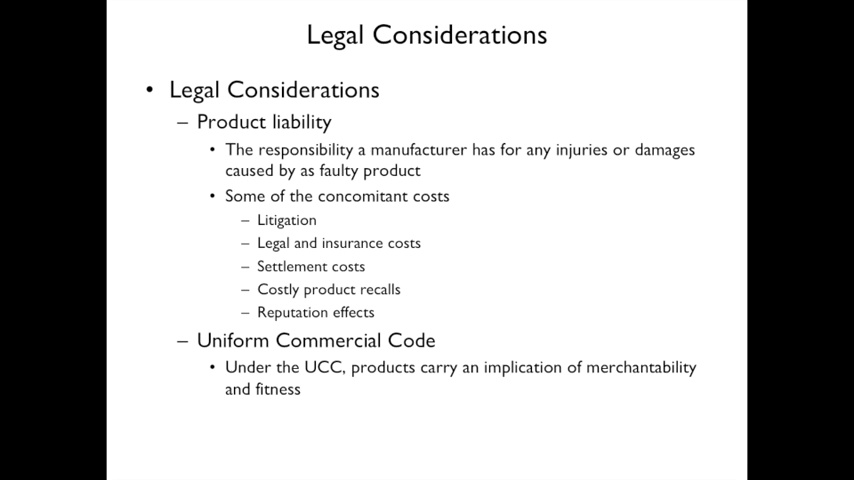 Legal Considerations
• Legal Considerations
– Product liability
• The responsibility a manufacturer has for any injuries or damages
caused by as faulty product
• Some of the concomitant costs
– Litigation
– Legal and insurance costs
– Settlement costs
– Costly product recalls
– Reputation effects
– Uniform Commercial Code
• Under the UCC, products carry an implication of merchantability
and fitness